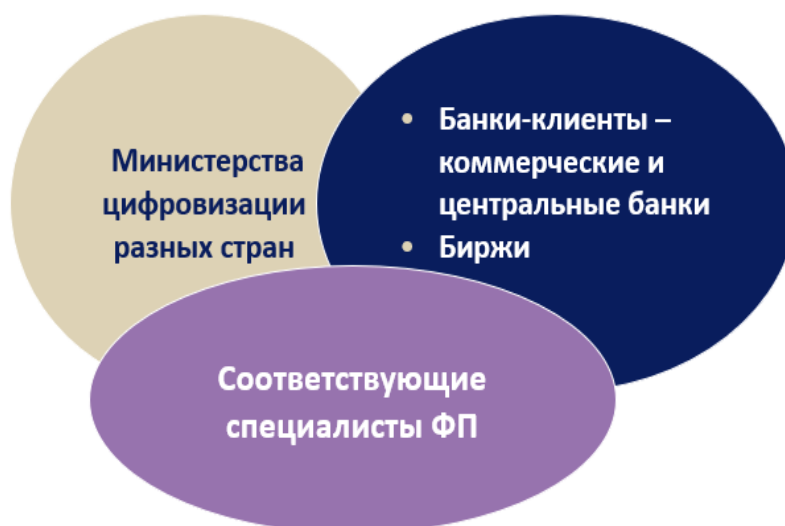 Министерства
цифровизации
разных стран
• Банки-клиенты –
коммерческие и
центральные банки
• Биржи
Соответствующие
специалисты ФП